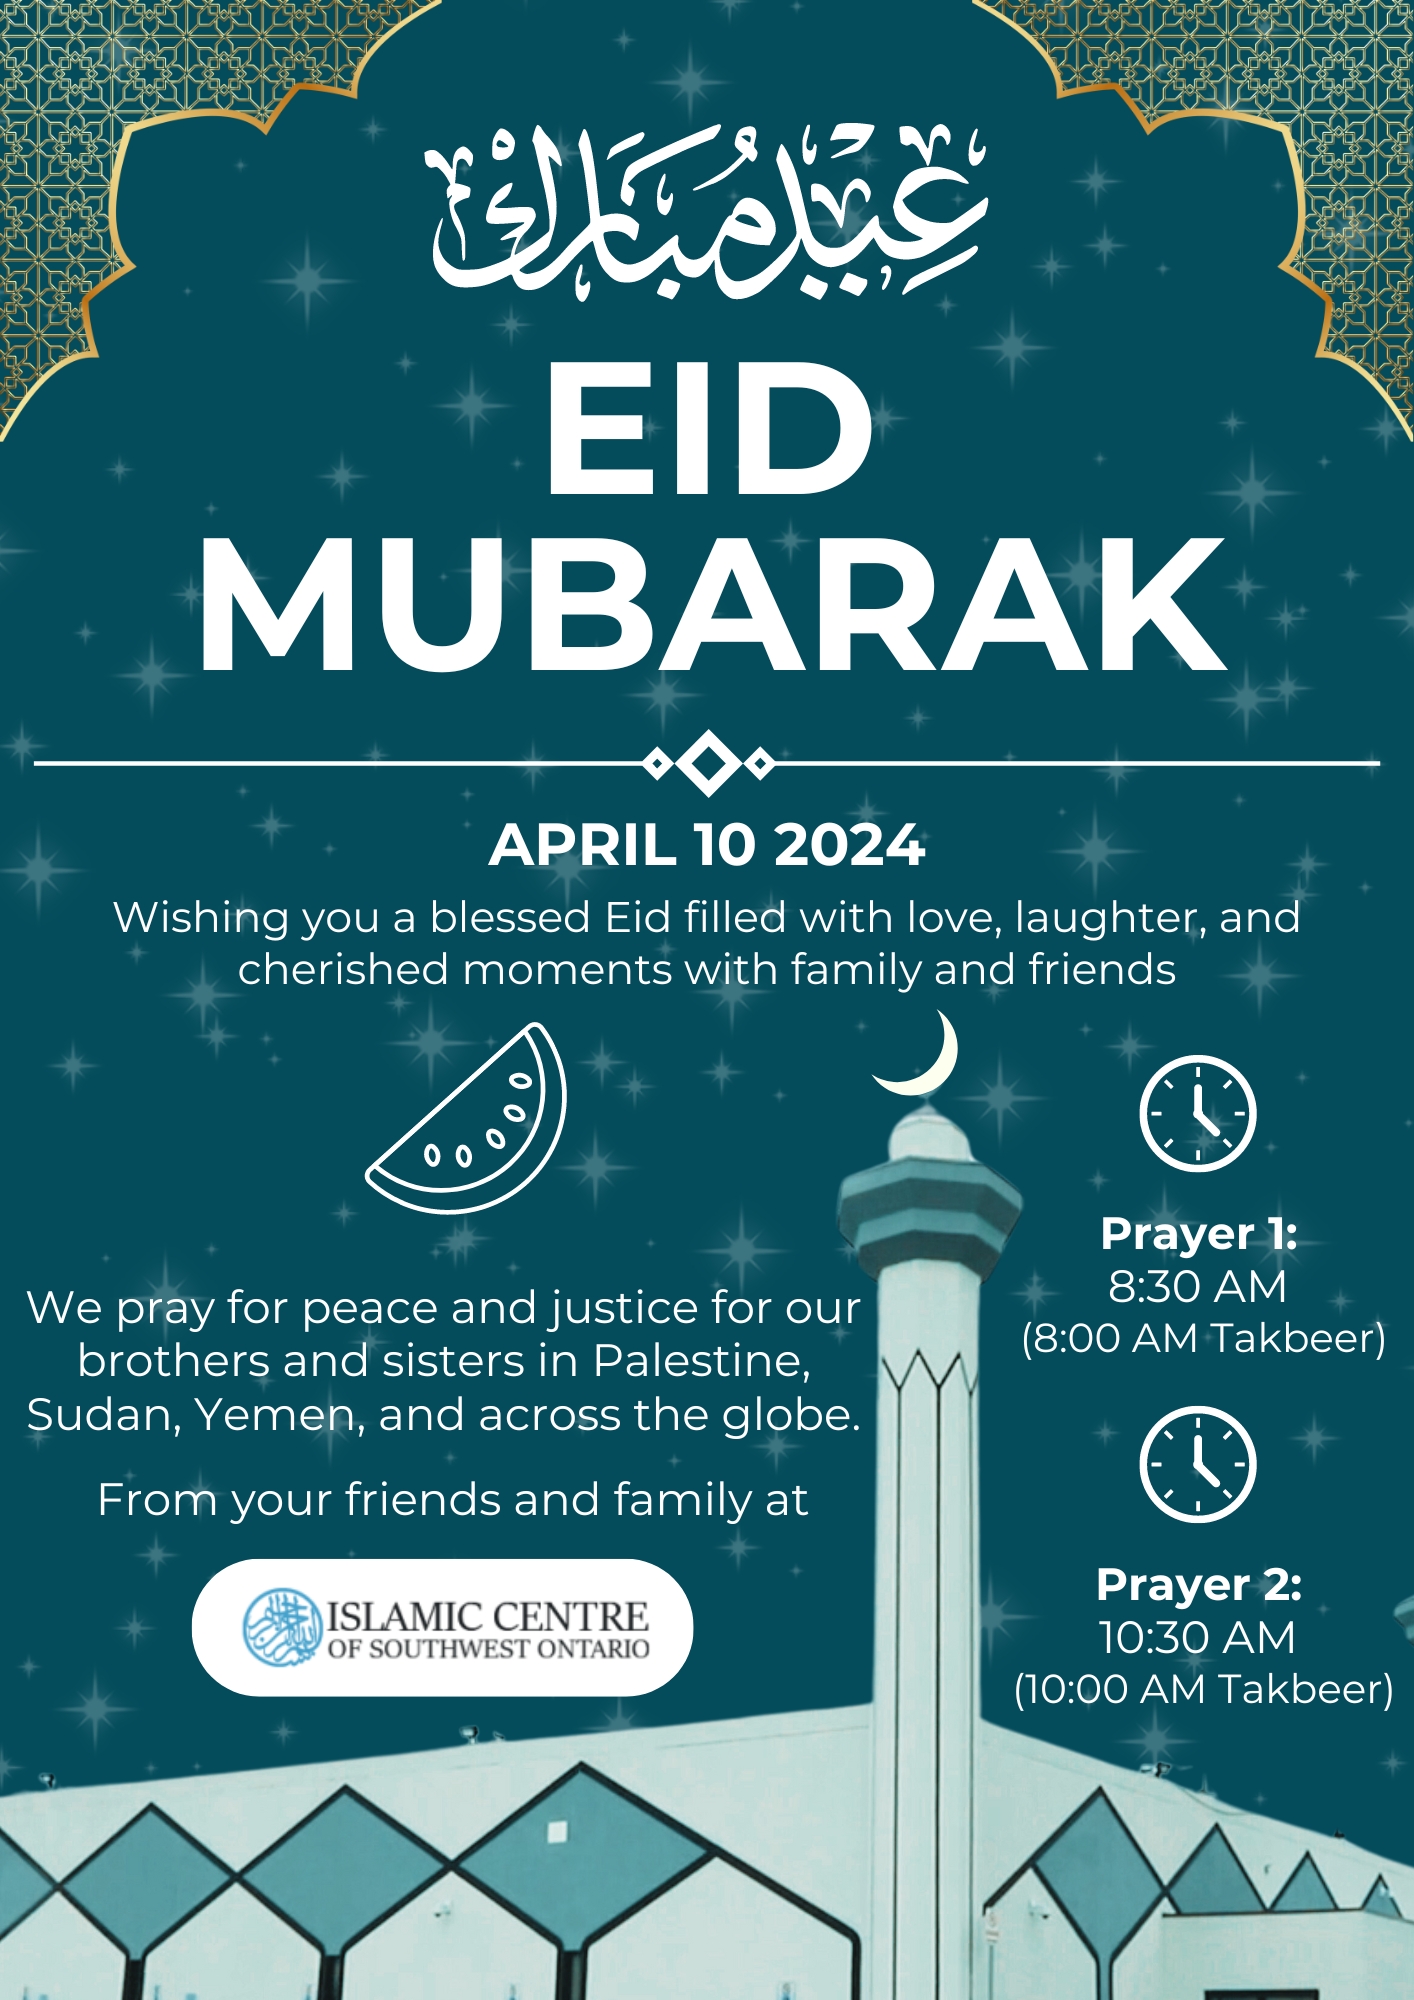 عِيد مُبَارَك
EID
MUBARAK
APRIL 10 2024
Wishing you a blessed Eid filled with love, laughter, and
cherished moments with family and friends
We pray for peace and justice for our
brothers and sisters in Palestine,
Sudan, Yemen, and across the globe.
From your friends and family at
ISLAMIC CENTRE
OF SOUTHWEST ONTARIO
Prayer 1:
8:30 AM
(8:00 AM Takbeer)
Prayer 2:
10:30 AM
(10:00 AM Takbeer)